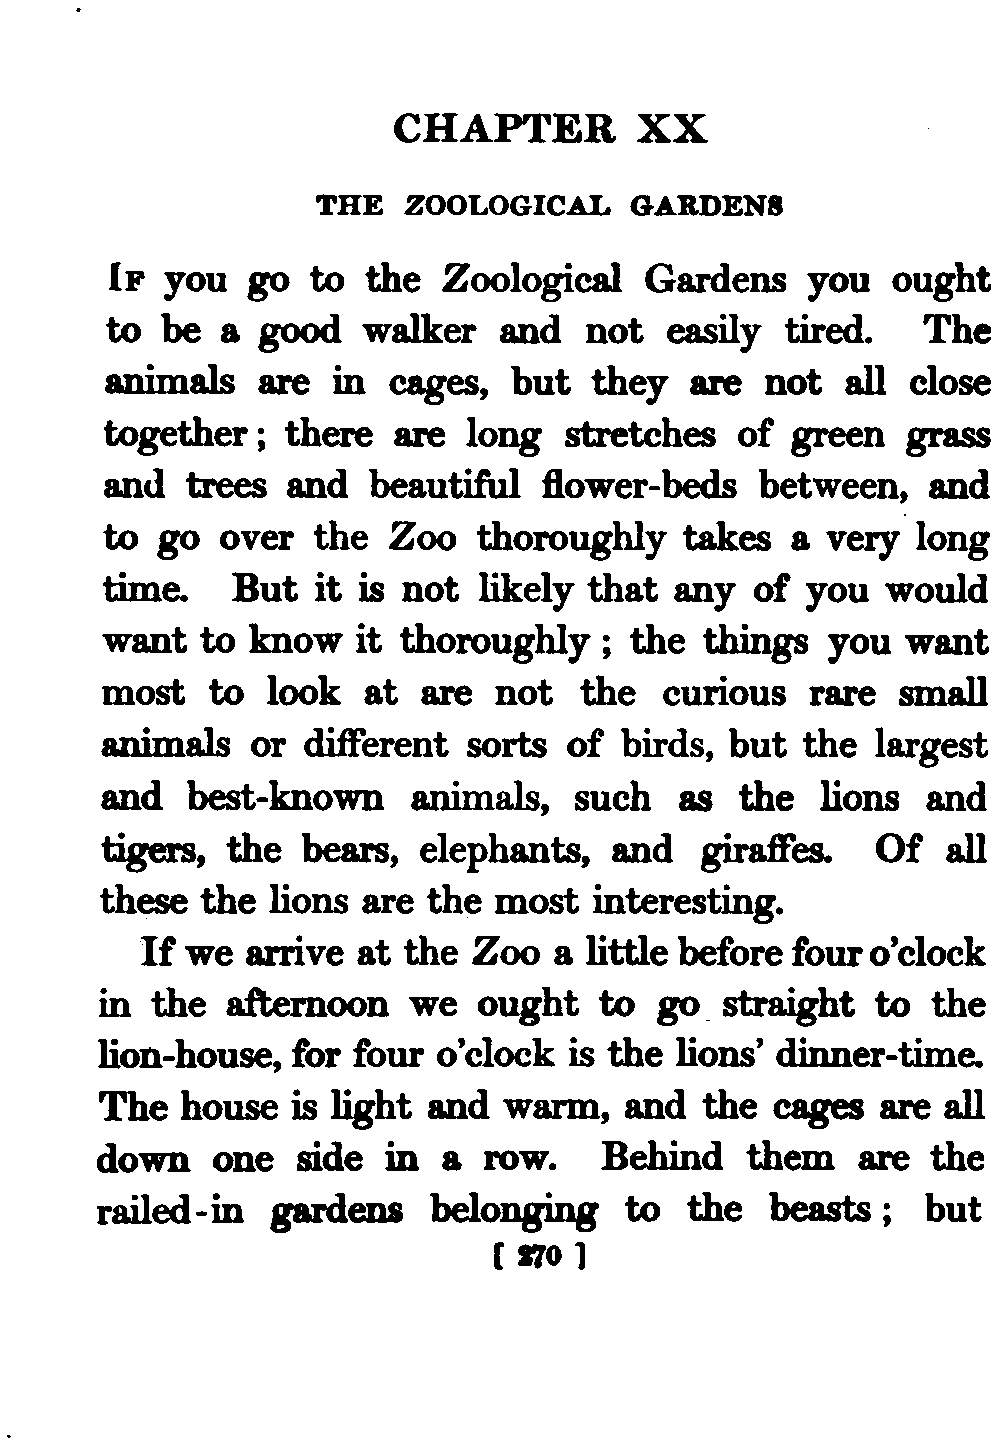 CHAPTER XX
THE ZOOLOGICAL GARDENS
IF you go to the Zoological Gardens you ought
to be a good walker and not easily tired. The
animals are in cages, but they are not all close
together; there are long stretches of green grass
and trees and beautiful flower-beds between, and
to go over the Zoo thoroughly takes a very long
time. But it is not likely that any of you would
want to know it thoroughly; the things you want
most to look at are not the curious rare small
animals or different sorts of birds, but the largest
and best-known animals, such as the lions and
tigers, the bears, elephants, and giraffes. Of all
these the lions are the most interesting.
If we arrive at the Zoo a little before four o'clock
in the afternoon we ought to go straight to the
lion-house, for four o'clock is the lions' dinner-time.
The house is light and warm, and the cages are all
down one side in a row. Behind them are the
railed-in gardens belonging to the beasts; but
[ 270 ]